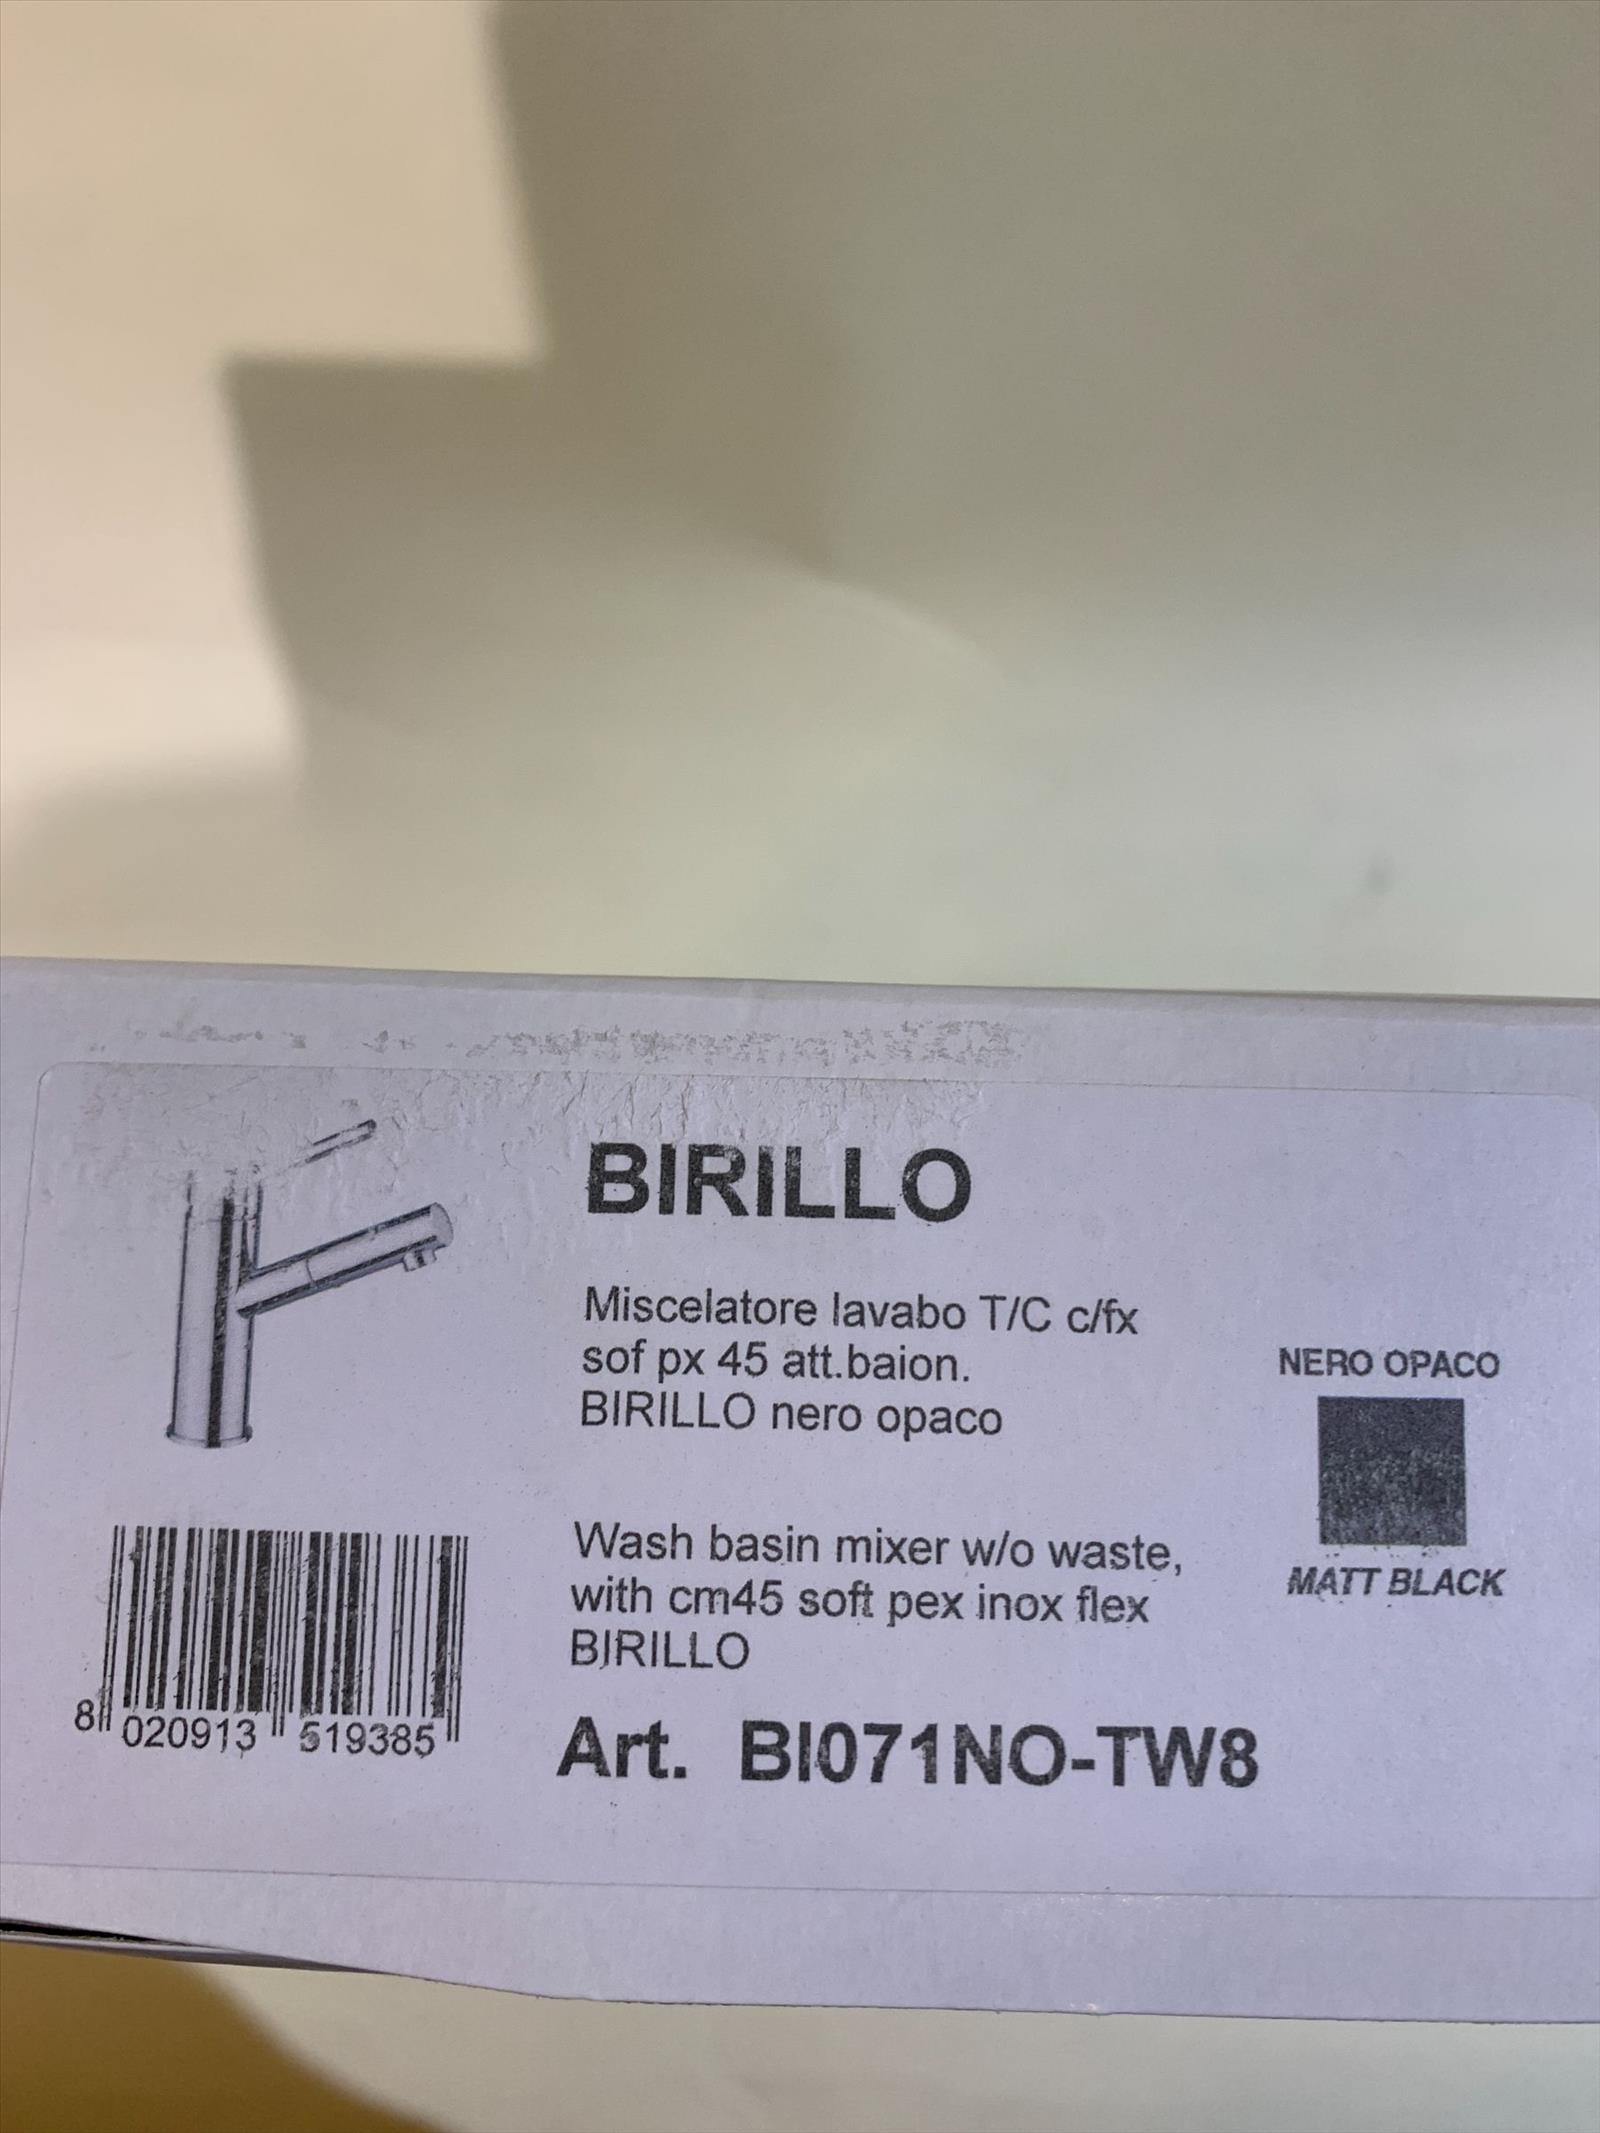 BIRILLO
Miscelatore lavabo T/C c/fx
sof px 45 att.baion.
BIRILLO nero opaco
NERO OPACO
MATT BLACK
Wash basin mixer w/o waste,
with cm45 soft pex inox flex
BIRILLO
Art. BI071NO-TW8
8 020913 519385